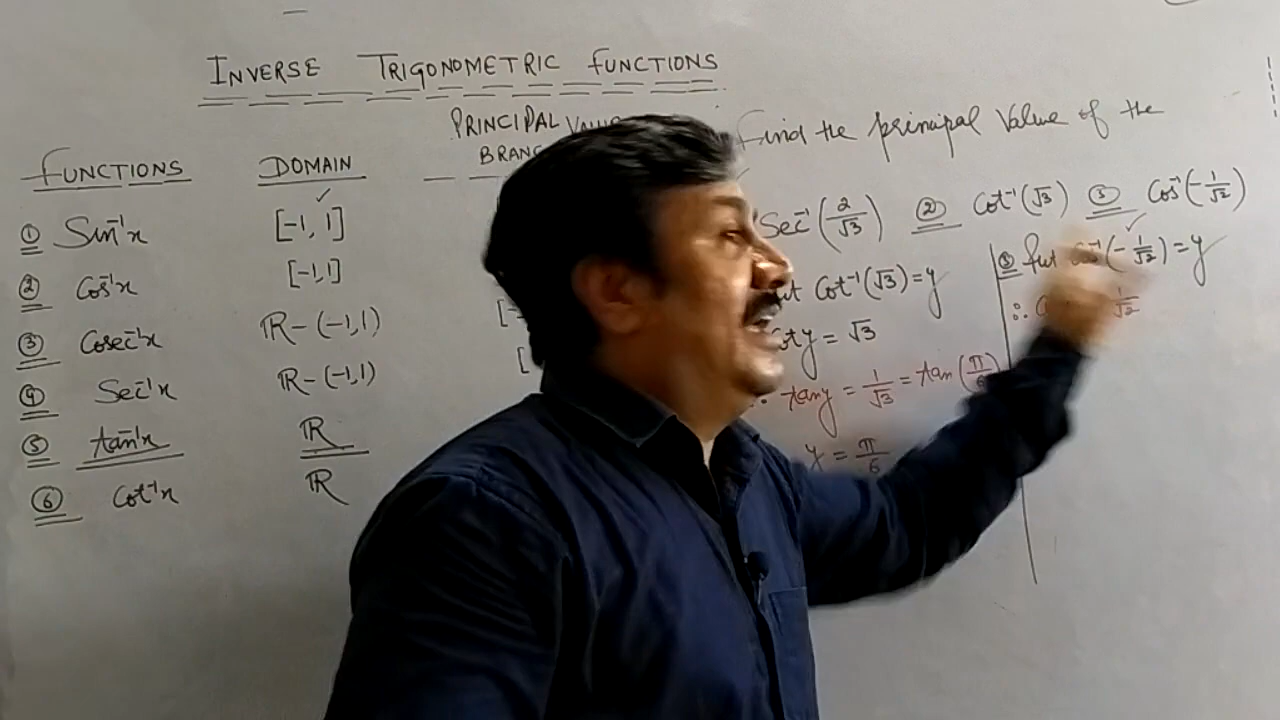 INVERSE TRIGONOMETRIC FUNCTIONS
FUNCTIONS DOMAIN PRINCIPAL
① Sin⁻¹x [-1, 1]
② Cos⁻¹x [-1,1]
③ Cosec⁻¹x R-(-1,1)
④ Sec⁻¹x R-(-1,1)
⑤ tan⁻¹x R
⑥ Cot⁻¹x R
Find the principal Value of the
Sec⁻¹(2/√3) ② Cot⁻¹(√3) ③ Cos⁻¹(-1/√2)
Cot⁻¹(√3)=y
y = √3
tany = 1/√3 = tan(π
y = π/6
③ Put (-1/√2)=y
∴ 1/√2